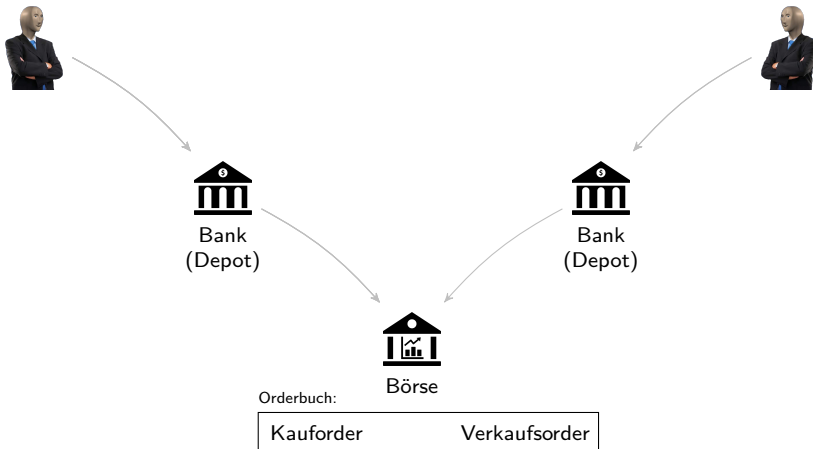 Bank
(Depot)
Bank
(Depot)
Börse
Orderbuch:
Kauforder
Verkaufsorder